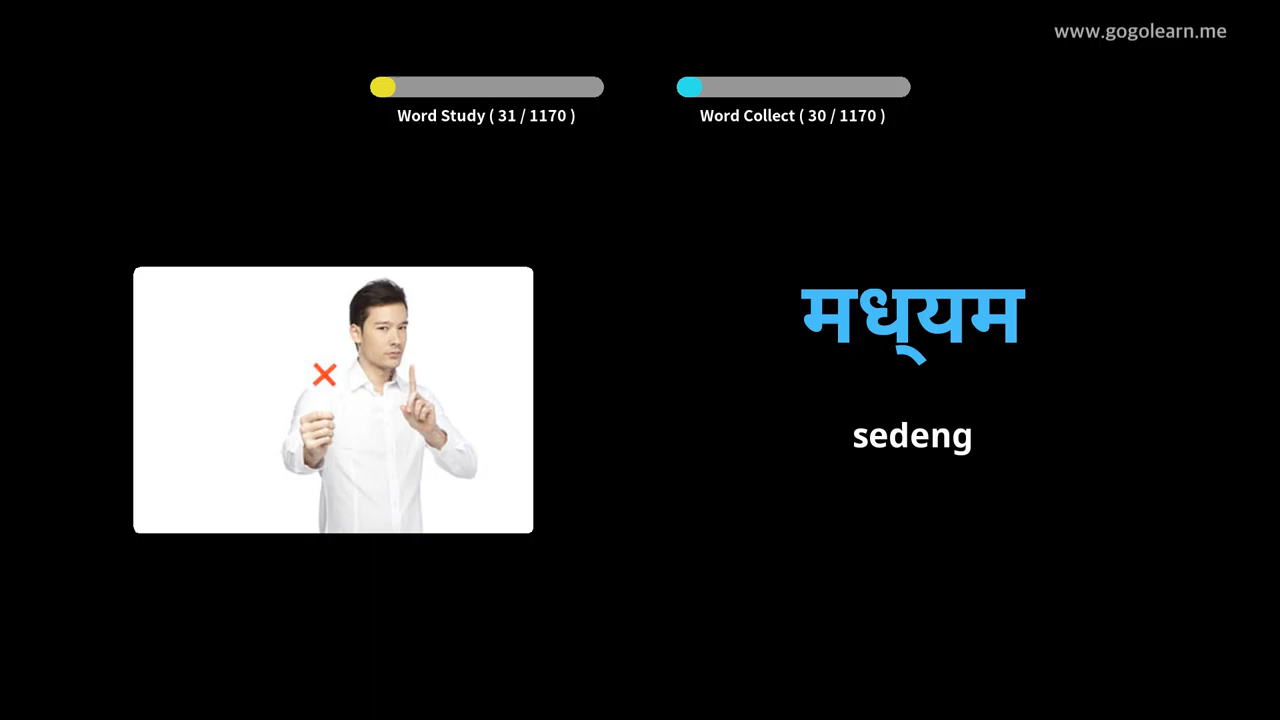 www.gogolearn.me
Word Study ( 31 / 1170 )
Word Collect ( 30 / 1170 )
मध्यम
sedeng